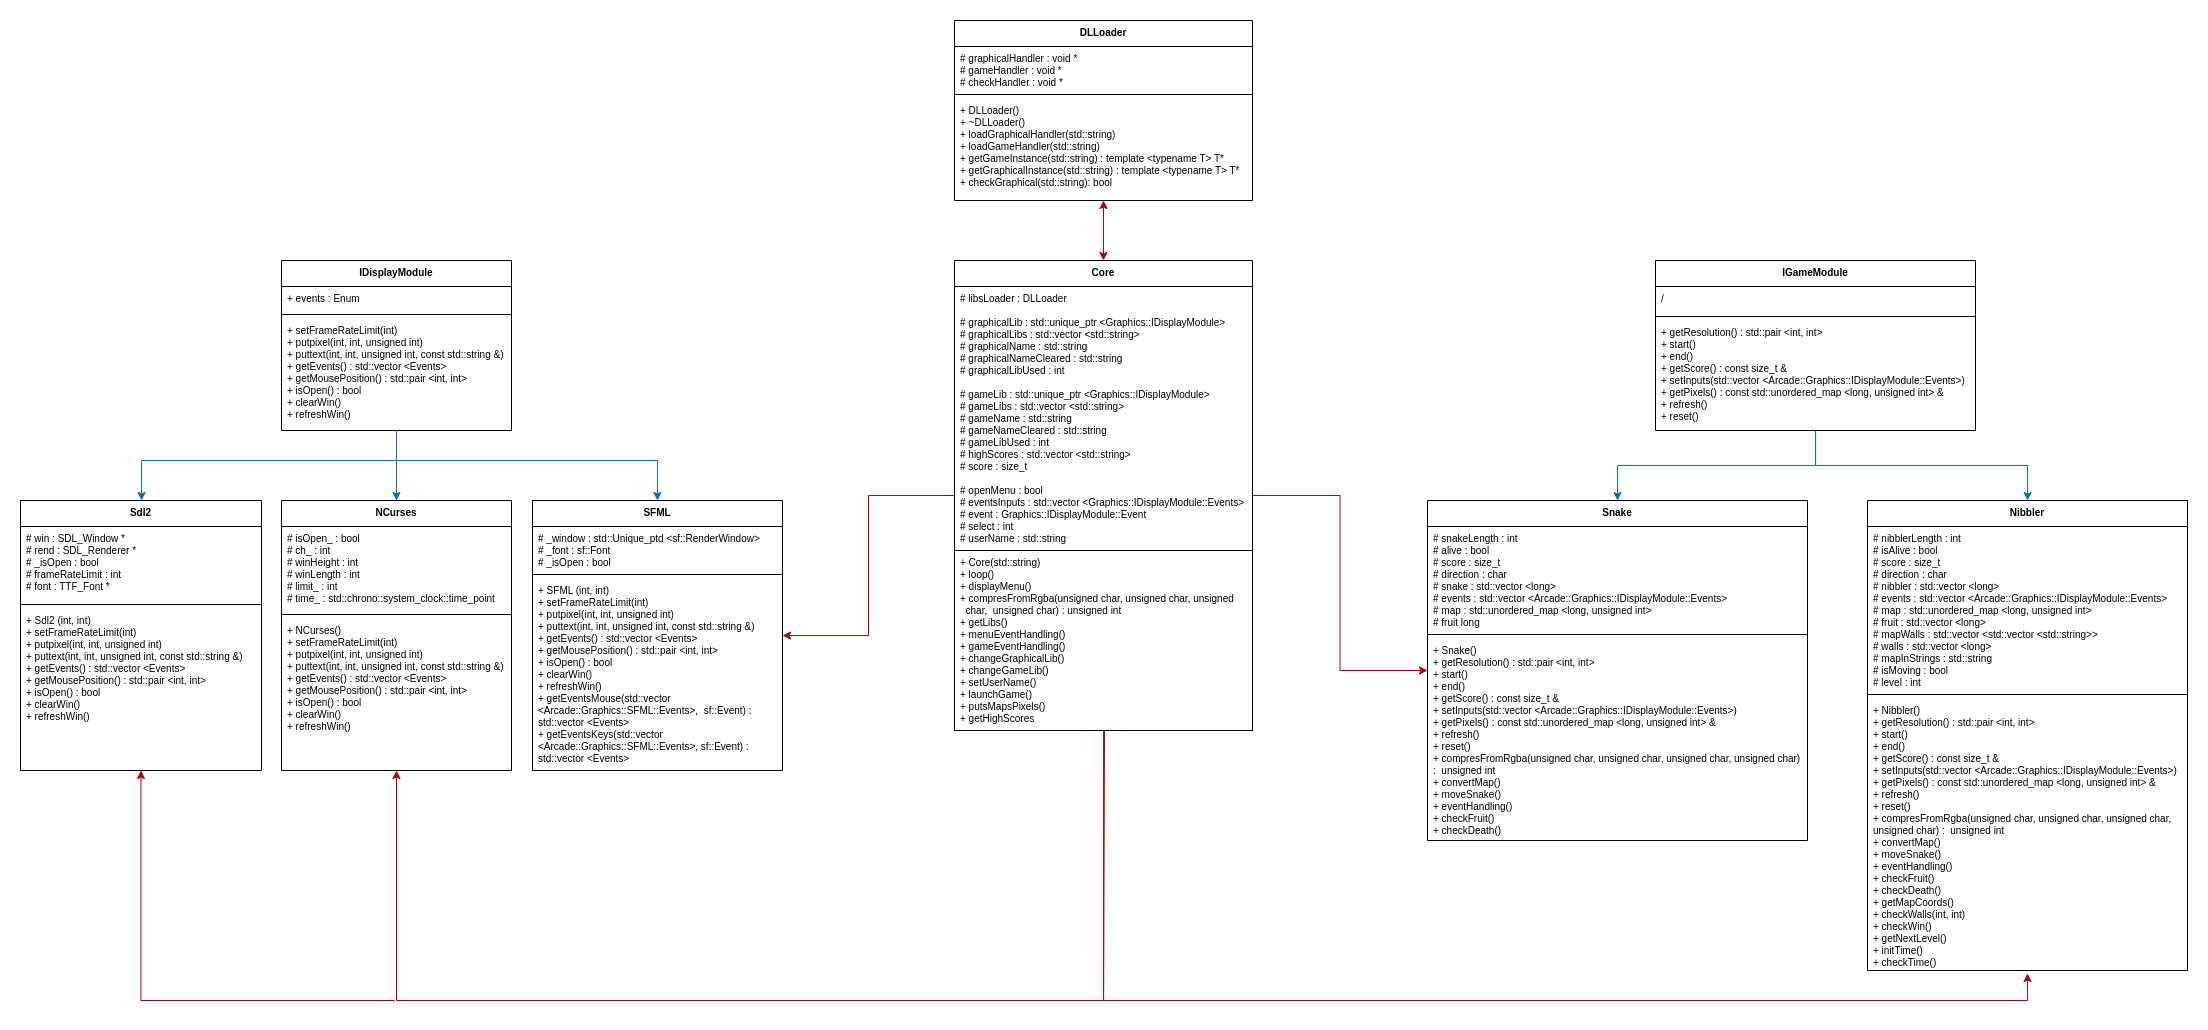 DLLoader
# graphicalHandler : void *
# gameHandler : void *
# checkHandler : void *
+ DLLoader()
+ ~DLLoader()
+ loadGraphicalHandler(std::string)
+ loadGameHandler(std::string)
+ getGameInstance(std::string) : template <typename T> T*
+ getGraphicalInstance(std::string) : template <typename T> T*
+ checkGraphical(std::string): bool
IDisplayModule
+ events : Enum
+ setFrameRateLimit(int)
+ putpixel(int, int, unsigned int)
+ puttext(int, int, unsigned int, const std::string &)
+ getEvents() : std::vector <Events>
+ getMousePosition() : std::pair <int, int>
+ isOpen() : bool
+ clearWin()
+ refreshWin()
Core
# libsLoader : DLLoader
# graphicalLib : std::unique_ptr <Graphics::IDisplayModule>
# graphicalLibs : std::vector <std::string>
# graphicalName : std::string
# graphicalNameCleared : std::string
# graphicalLibUsed : int
# gameLib : std::unique_ptr <Graphics::IDisplayModule>
# gameLibs : std::vector <std::string>
# gameName : std::string
# gameNameCleared : std::string
# gameLibUsed : int
# highScores : std::vector <std::string>
# score : size_t
# openMenu : bool
# eventsInputs : std::vector <Graphics::IDisplayModule::Events>
# event : Graphics::IDisplayModule::Event
# select : int
# userName : std::string
+ Core(std::string)
+ loop()
+ displayMenu()
+ compresFromRgba(unsigned char, unsigned char, unsigned
char,  unsigned char) : unsigned int
+ getLibs()
+ menuEventHandling()
+ gameEventHandling()
+ changeGraphicalLib()
+ changeGameLib()
+ setUserName()
+ launchGame()
+ putsMapsPixels()
+ getHighScores
IGameModule
/
+ getResolution() : std::pair <int, int>
+ start()
+ end()
+ getScore() : const size_t &
+ setInputs(std::vector <Arcade::Graphics::IDisplayModule::Events>)
+ getPixels() : const std::unordered_map <long, unsigned int> &
+ refresh()
+ reset()
Sdl2
# win : SDL_Window *
# rend : SDL_Renderer *
# _isOpen : bool
# frameRateLimit : int
# font : TTF_Font *
+ Sdl2 (int, int)
+ setFrameRateLimit(int)
+ putpixel(int, int, unsigned int)
+ puttext(int, int, unsigned int, const std::string &)
+ getEvents() : std::vector <Events>
+ getMousePosition() : std::pair <int, int>
+ isOpen() : bool
+ clearWin()
+ refreshWin()
NCurses
# isOpen_ : bool
# ch_ : int
# winHeight : int
# winLength : int
# limit_ : int
# time_ : std::chrono::system_clock::time_point
+ NCurses()
+ setFrameRateLimit(int)
+ putpixel(int, int, unsigned int)
+ puttext(int, int, unsigned int, const std::string &)
+ getEvents() : std::vector <Events>
+ getMousePosition() : std::pair <int, int>
+ isOpen() : bool
+ clearWin()
+ refreshWin()
SFML
# _window : std::Unique_ptd <sf::RenderWindow>
# _font : sf::Font
# _isOpen : bool
+ SFML (int, int)
+ setFrameRateLimit(int)
+ putpixel(int, int, unsigned int)
+ puttext(int, int, unsigned int, const std::string &)
+ getEvents() : std::vector <Events>
+ getMousePosition() : std::pair <int, int>
+ isOpen() : bool
+ clearWin()
+ refreshWin()
+ getEventsMouse(std::vector
<Arcade::Graphics::SFML::Events>,  sf::Event) :
std::vector <Events>
+ getEventsKeys(std::vector
<Arcade::Graphics::SFML::Events>, sf::Event) :
std::vector <Events>
Snake
# snakeLength : int
# alive : bool
# score : size_t
# direction : char
# snake : std::vector <long>
# events : std::vector <Arcade::Graphics::IDisplayModule::Events>
# map : std::unordered_map <long, unsigned int>
# fruit long
+ Snake()
+ getResolution() : std::pair <int, int>
+ start()
+ end()
+ getScore() : const size_t &
+ setInputs(std::vector <Arcade::Graphics::IDisplayModule::Events>)
+ getPixels() : const std::unordered_map <long, unsigned int> &
+ refresh()
+ reset()
+ compresFromRgba(unsigned char, unsigned char, unsigned char, unsigned char)
:  unsigned int
+ convertMap()
+ moveSnake()
+ eventHandling()
+ checkFruit()
+ checkDeath()
Nibbler
# nibblerLength : int
# isAlive : bool
# score : size_t
# direction : char
# nibbler : std::vector <long>
# events : std::vector <Arcade::Graphics::IDisplayModule::Events>
# map : std::unordered_map <long, unsigned int>
# fruit : std::vector <long>
# mapWalls : std::vector <std::vector <std::string>>
# walls : std::vector <long>
# mapInStrings : std::string
# isMoving : bool
# level : int
+ Nibbler()
+ getResolution() : std::pair <int, int>
+ start()
+ end()
+ getScore() : const size_t &
+ setInputs(std::vector <Arcade::Graphics::IDisplayModule::Events>)
+ getPixels() : const std::unordered_map <long, unsigned int> &
+ refresh()
+ reset()
+ compresFromRgba(unsigned char, unsigned char, unsigned char,
unsigned char) :  unsigned int
+ convertMap()
+ moveSnake()
+ eventHandling()
+ checkFruit()
+ checkDeath()
+ getMapCoords()
+ checkWalls(int, int)
+ checkWin()
+ getNextLevel()
+ initTime()
+ checkTime()